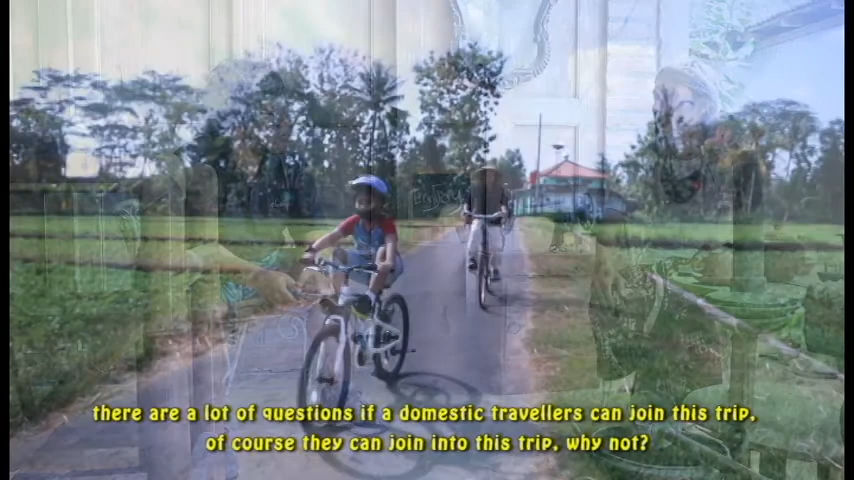 there are a lot of questions if a domestic travellers can join this trip,
of course they can join into this trip, why not?